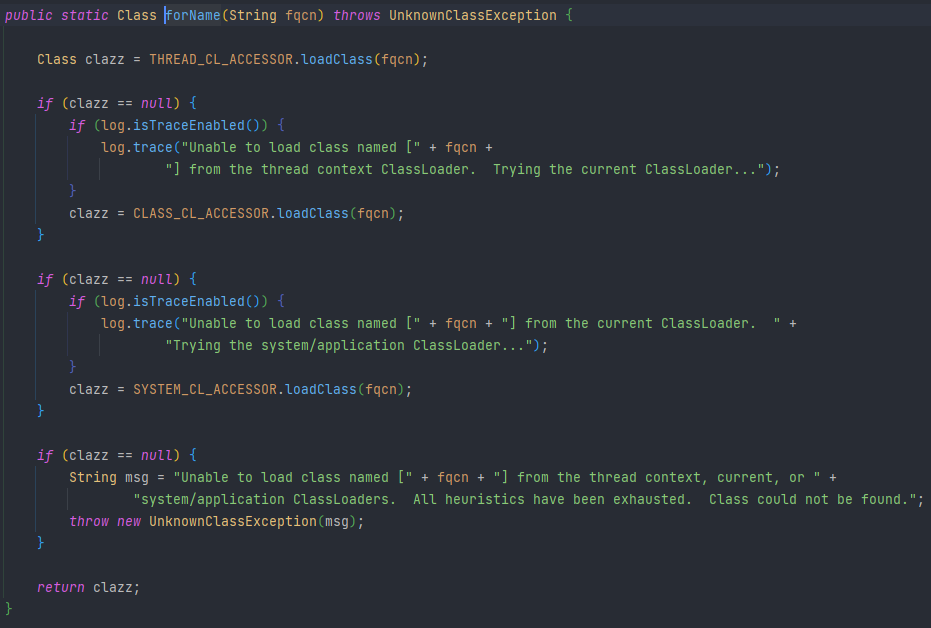 public static Class forName(String fqcn) throws UnknownClassException {
Class clazz = THREAD_CL_ACCESSOR.loadClass(fqcn);
if (clazz == null) {
if (log.isTraceEnabled()) {
log.trace("Unable to load class named [" + fqcn +
"] from the thread context ClassLoader.  Trying the current ClassLoader...");
}
clazz = CLASS_CL_ACCESSOR.loadClass(fqcn);
}
if (clazz == null) {
if (log.isTraceEnabled()) {
log.trace("Unable to load class named [" + fqcn + "] from the current ClassLoader.  " +
"Trying the system/application ClassLoader...");
}
clazz = SYSTEM_CL_ACCESSOR.loadClass(fqcn);
}
if (clazz == null) {
String msg = "Unable to load class named [" + fqcn + "] from the thread context, current, or " +
"system/application ClassLoaders.  All heuristics have been exhausted.  Class could not be found.";
throw new UnknownClassException(msg);
}
return clazz;
}